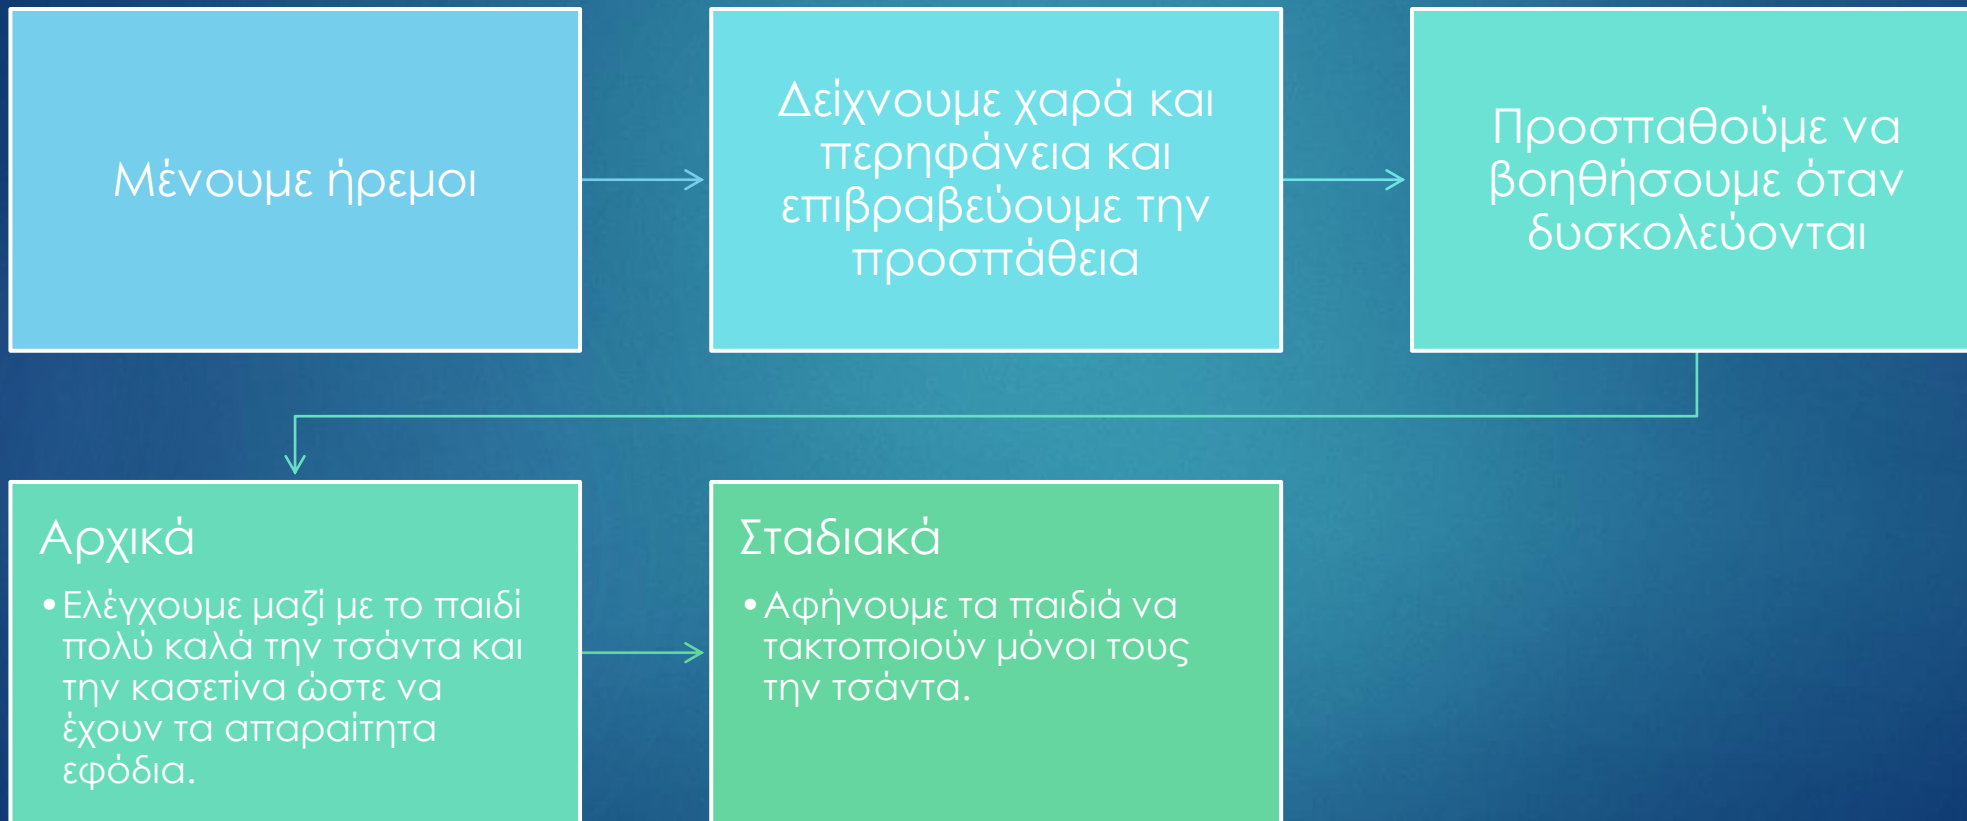 Μένουμε ήρεμοι
Δείχνουμε χαρά και
περηφάνεια και
επιβραβεύουμε την
προσπάθεια
Προσπαθούμε να
βοηθήσουμε όταν
δυσκολεύονται
Αρχικά
•Ελέγχουμε μαζί με το παιδί
πολύ καλά την τσάντα και
την κασετίνα ώστε να
έχουν τα απαραίτητα
εφόδια.
Σταδιακά
•Αφήνουμε τα παιδιά να
τακτοποιούν μόνοι τους
την τσάντα.